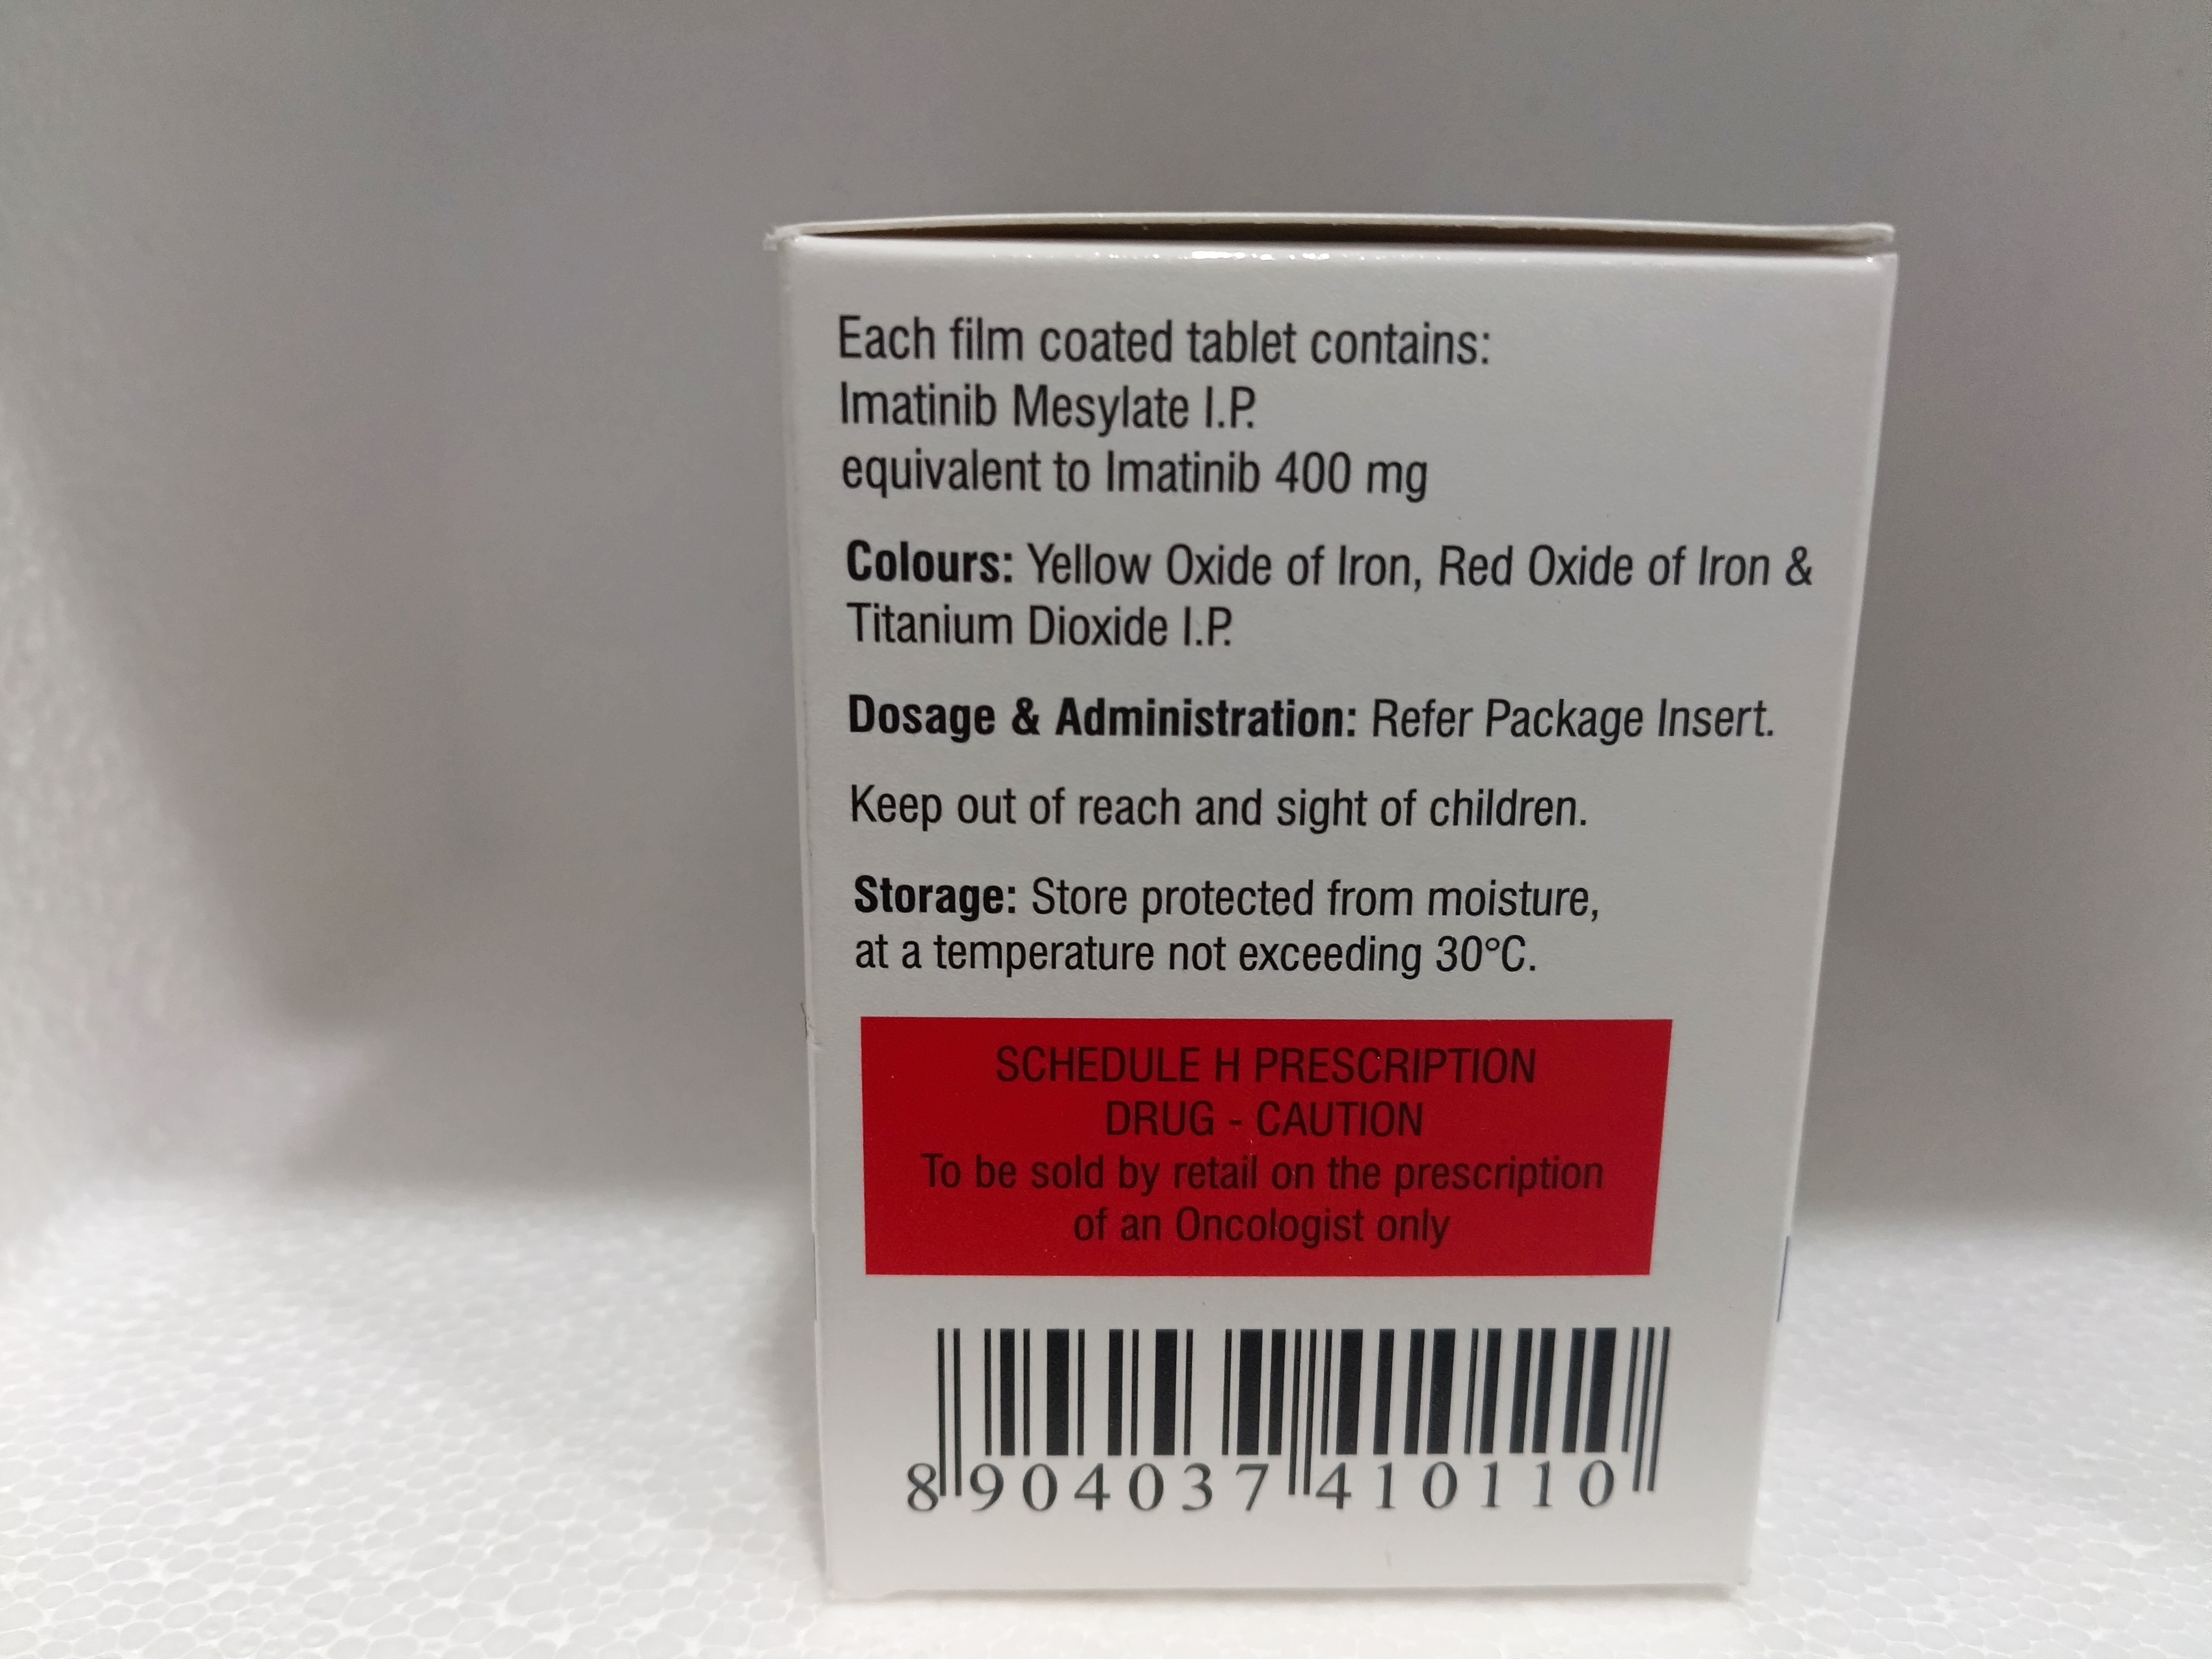 Each film coated tablet contains:
Imatinib Mesylate I.P.
equivalent to Imatinib 400 mg
Colours: Yellow Oxide of Iron, Red Oxide of Iron &
Titanium Dioxide I.P.
Dosage & Administration: Refer Package Insert.
Keep out of reach and sight of children.
Storage: Store protected from moisture,
at a temperature not exceeding 30°C.
SCHEDULE H PRESCRIPTION
DRUG - CAUTION
To be sold by retail on the prescription
of an Oncologist only
8 904037 410110